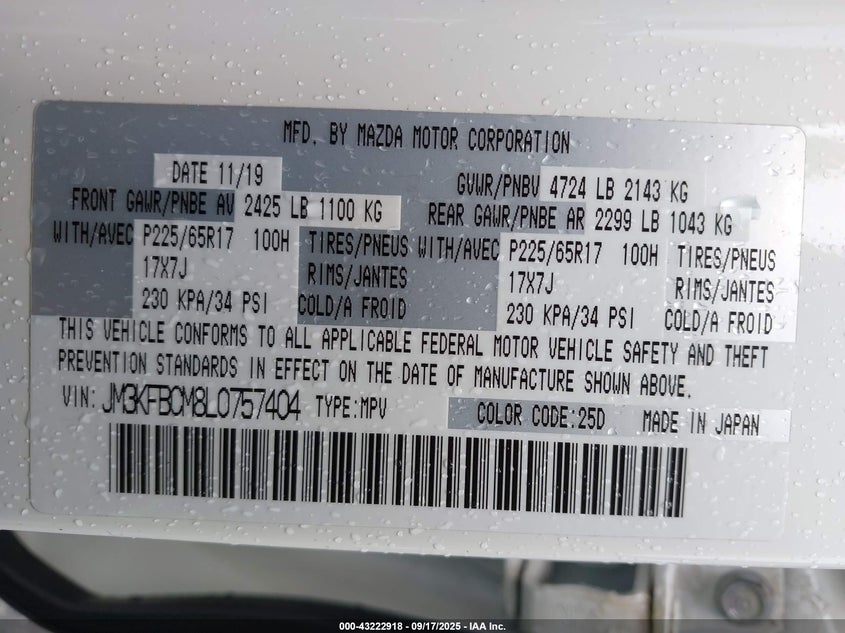 MFD. BY MAZDA MOTOR CORPORATION
DATE 11/19 GVWR/PNBV 4724 LB 2143 KG
FRONT GAWR/PNBE AV 2425 LB 1100 KG REAR GAWR/PNBE AR 2299 LB 1043 KG
WITH/AVEC P225/65R17 100H TIRES/PNEUS WITH/AVEC P225/65R17 100H TIRES/PNEUS
17X7J RIMS/JANTES 17X7J RIMS/JANTES
230 KPA/34 PSI COLD/A FROID 230 KPA/34 PSI COLD/A FROID
THIS VEHICLE CONFORMS TO ALL APPLICABLE FEDERAL MOTOR VEHICLE SAFETY AND THEFT
PREVENTION STANDARDS IN EFFECT ON THE DATE OF MANUFACTURE SHOWN ABOVE.
VIN: JM3KFBCM8L0757404 TYPE:MPV COLOR CODE:25D MADE IN JAPAN
000-43222918 - 09/17/2025 - IAA Inc.